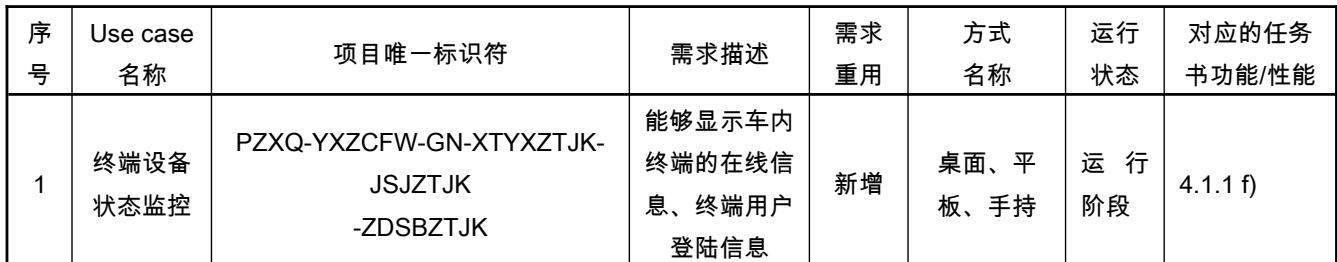 序号
Use case名称
项目唯一标识符
需求描述
需求重用
方式名称
运行状态
对应的任务书功能/性能
1
终端设备
状态监控
PZXQ-YXZCFW-GN-XTYXZTJK-
JSJZTJK
-ZDSBZTJK
能够显示车内
终端的在线信
息、终端用户
登陆信息
新增
桌面、平
板、手持
运 行
阶段
4.1.1 f)